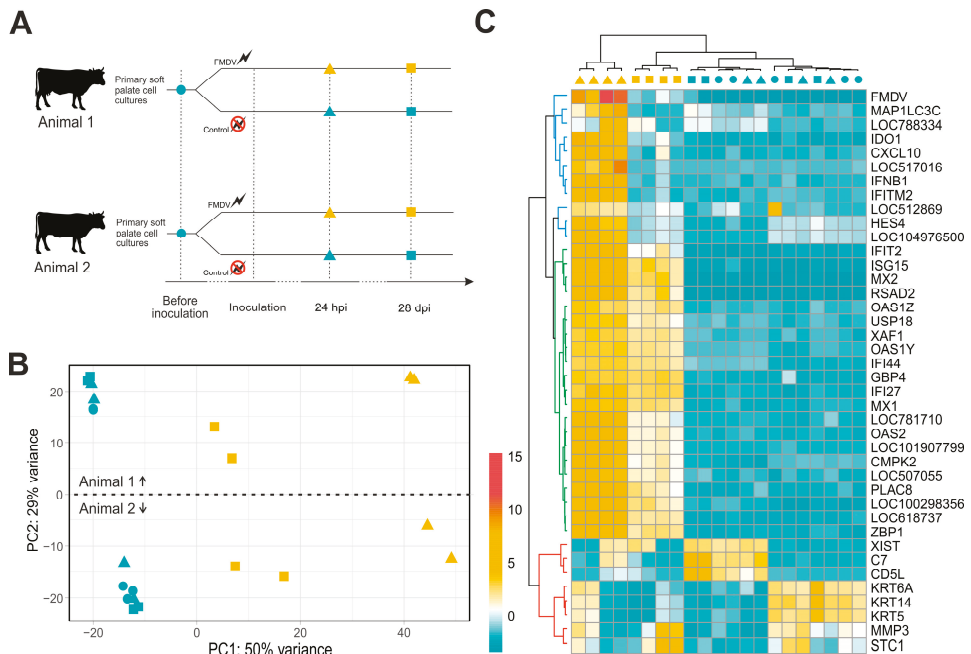 A
FMDV
Primary soft
palate cell
cultures
Animal 1
Control
FMDV
Primary soft
palate cell
cultures
Animal 2
Control
Before
inoculation
Inoculation
24 hpi
28 dpi
B
20
10
0
−10
−20
PC2: 29% variance
Animal 1 ↑
Animal 2 ↓
−20
0
20
40
PC1: 50% variance
15
10
5
0
C
FMDV
MAP1LC3C
LOC788334
IDO1
CXCL10
LOC517016
IFNB1
IFITM2
LOC512869
HES4
LOC104976500
IFIT2
ISG15
MX2
RSAD2
OAS1Z
USP18
XAF1
OAS1Y
IFI44
GBP4
IFI27
MX1
LOC781710
OAS2
LOC101907799
CMPK2
LOC507055
PLAC8
LOC100298356
LOC618737
ZBP1
XIST
C7
CD5L
KRT6A
KRT14
KRT5
MMP3
STC1